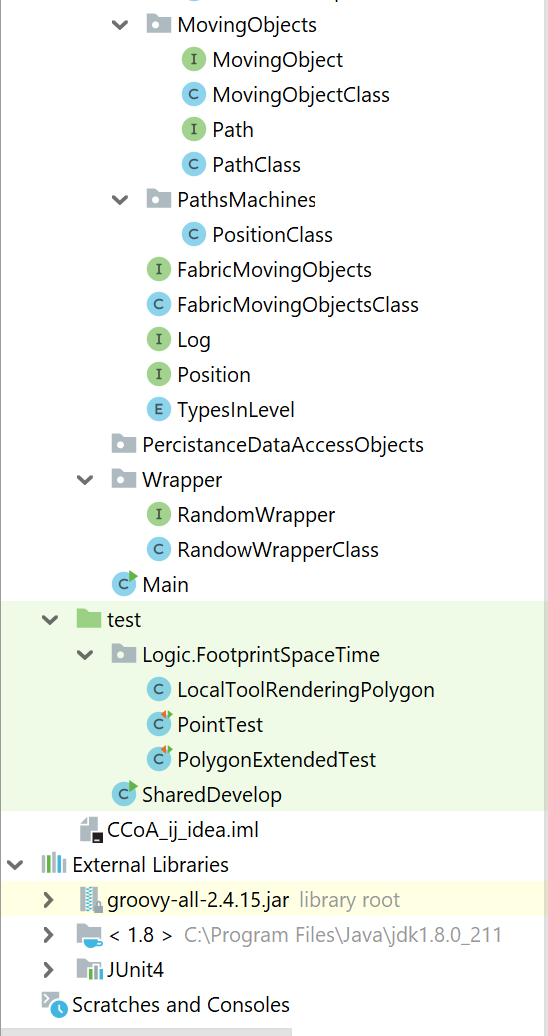 MovingObjects
I MovingObject
C MovingObjectClass
I Path
C PathClass
PathsMachines
C PositionClass
I FabricMovingObjects
C FabricMovingObjectsClass
I Log
I Position
E TypesInLevel
PercistanceDataAccessObjects
Wrapper
I RandomWrapper
C RandowWrapperClass
C Main
test
Logic.FootprintSpaceTime
C LocalToolRenderingPolygon
C PointTest
C PolygonExtendedTest
C SharedDevelop
CCoA_ij_idea.iml
External Libraries
groovy-all-2.4.15.jar library root
< 1.8 > C:\Program Files\Java\jdk1.8.0_211
JUnit4
Scratches and Consoles